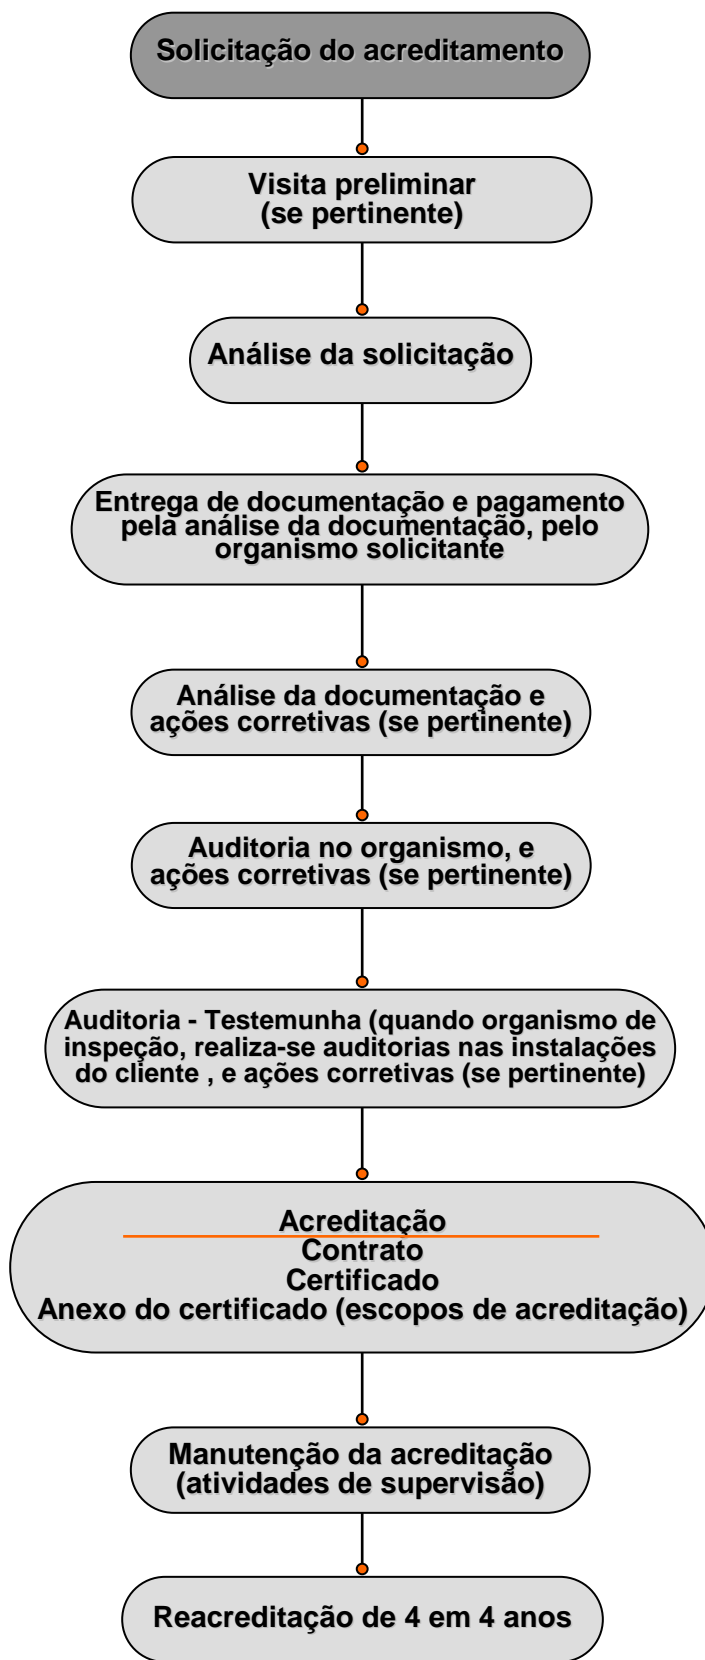 Solicitação do acreditamento
Visita preliminar
(se pertinente)
Análise da solicitação
Entrega de documentação e pagamento
pela análise da documentação, pelo
organismo solicitante
Análise da documentação e
ações corretivas (se pertinente)
Auditoria no organismo, e
ações corretivas (se pertinente)
Auditoria - Testemunha (quando organismo de
inspeção, realiza-se auditorias nas instalações
do cliente , e ações corretivas (se pertinente)
Acreditação
Contrato
Certificado
Anexo do certificado (escopos de acreditação)
Manutenção da acreditação
(atividades de supervisão)
Reacreditação de 4 em 4 anos